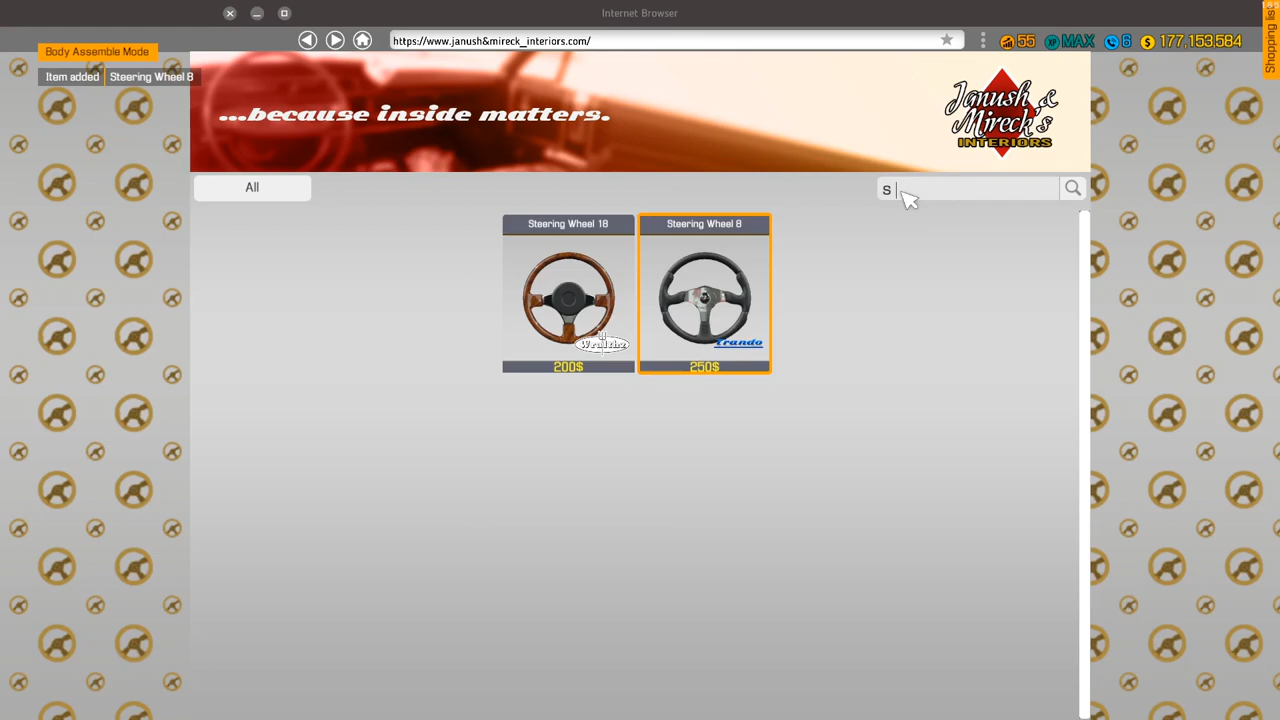 Internet Browser
https://www.janush&mireck_interiors.com/
55
XP MAX
6
$ 177,153,584
Shopping list
Body Assemble Mode
Item added
Steering Wheel 8
...because inside matters.
Janush &
Mireck's
INTERIORS
All
S
Steering Wheel 18
200$
Steering Wheel 8
Trando
250$